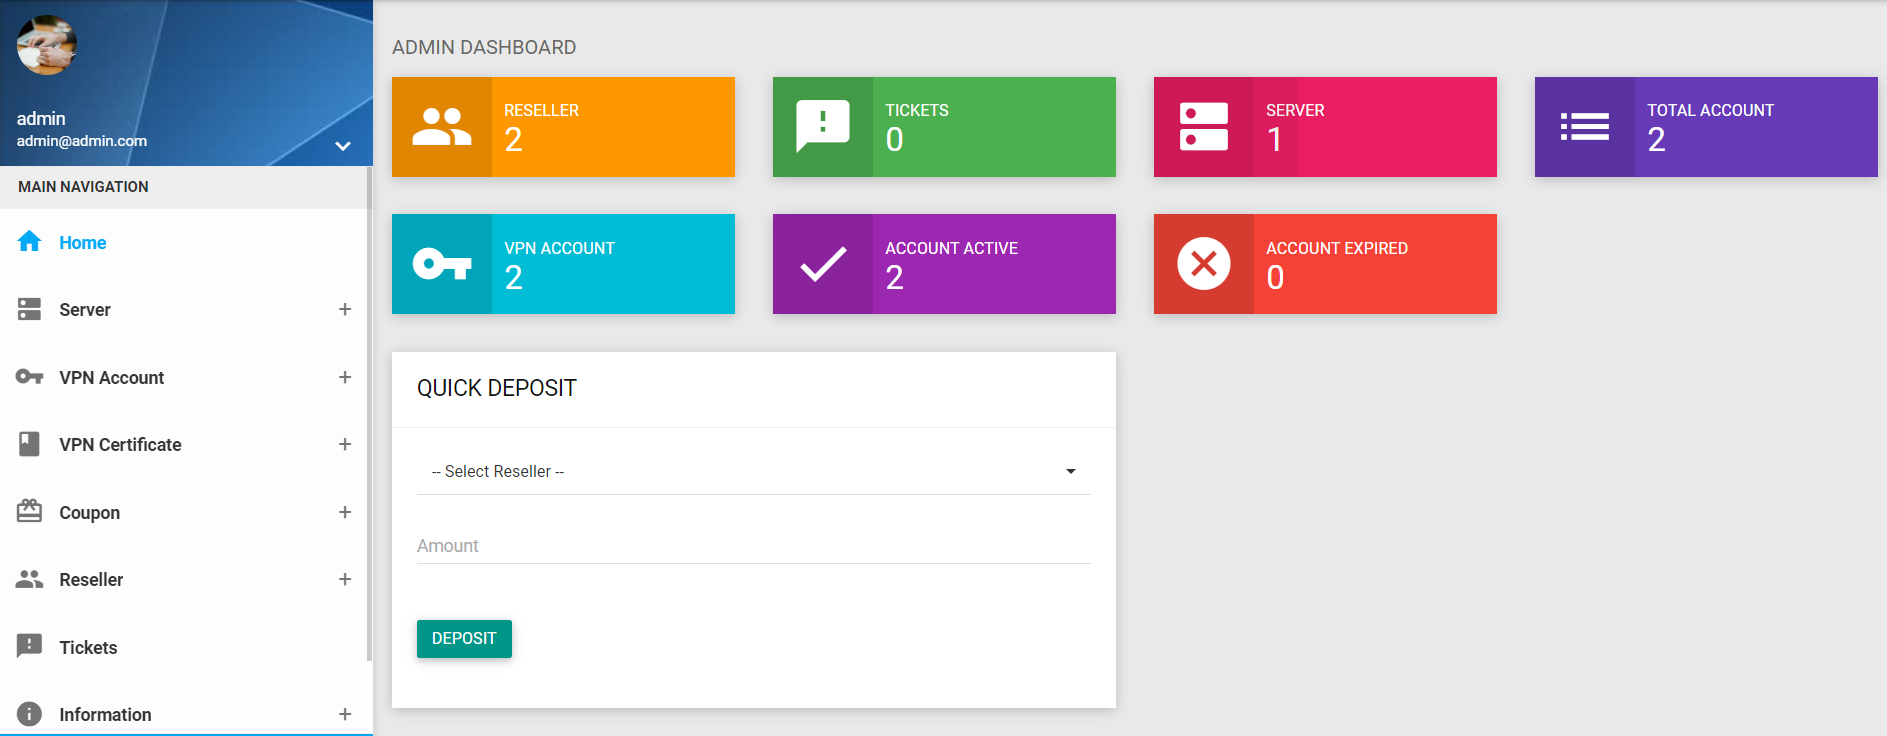 admin
admin@admin.com
MAIN NAVIGATION
Home
Server
VPN Account
VPN Certificate
Coupon
Reseller
Tickets
Information
ADMIN DASHBOARD
RESELLER
2
TICKETS
0
SERVER
1
TOTAL ACCOUNT
2
VPN ACCOUNT
2
ACCOUNT ACTIVE
2
ACCOUNT EXPIRED
0
QUICK DEPOSIT
-- Select Reseller --
Amount
DEPOSIT